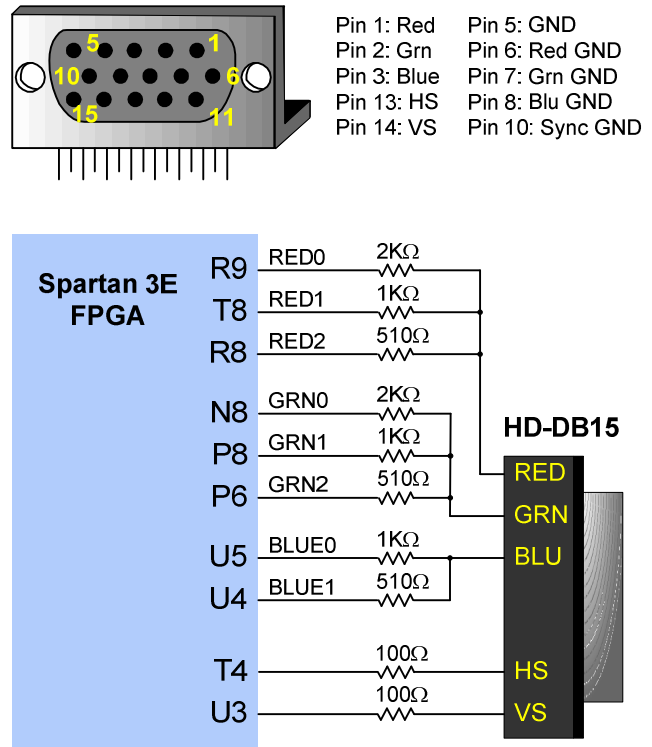 5 1
10 6
15 11
Pin 1: Red Pin 5: GND
Pin 2: Grn Pin 6: Red GND
Pin 3: Blue Pin 7: Grn GND
Pin 13: HS Pin 8: Blu GND
Pin 14: VS Pin 10: Sync GND
Spartan 3E
FPGA
R9 RED0 2KΩ
T8 RED1 1KΩ
R8 RED2 510Ω
N8 GRN0 2KΩ
P8 GRN1 1KΩ
P6 GRN2 510Ω
U5 BLUE0 1KΩ
U4 BLUE1 510Ω
T4 100Ω
U3 100Ω
HD-DB15
RED
GRN
BLU
HS
VS